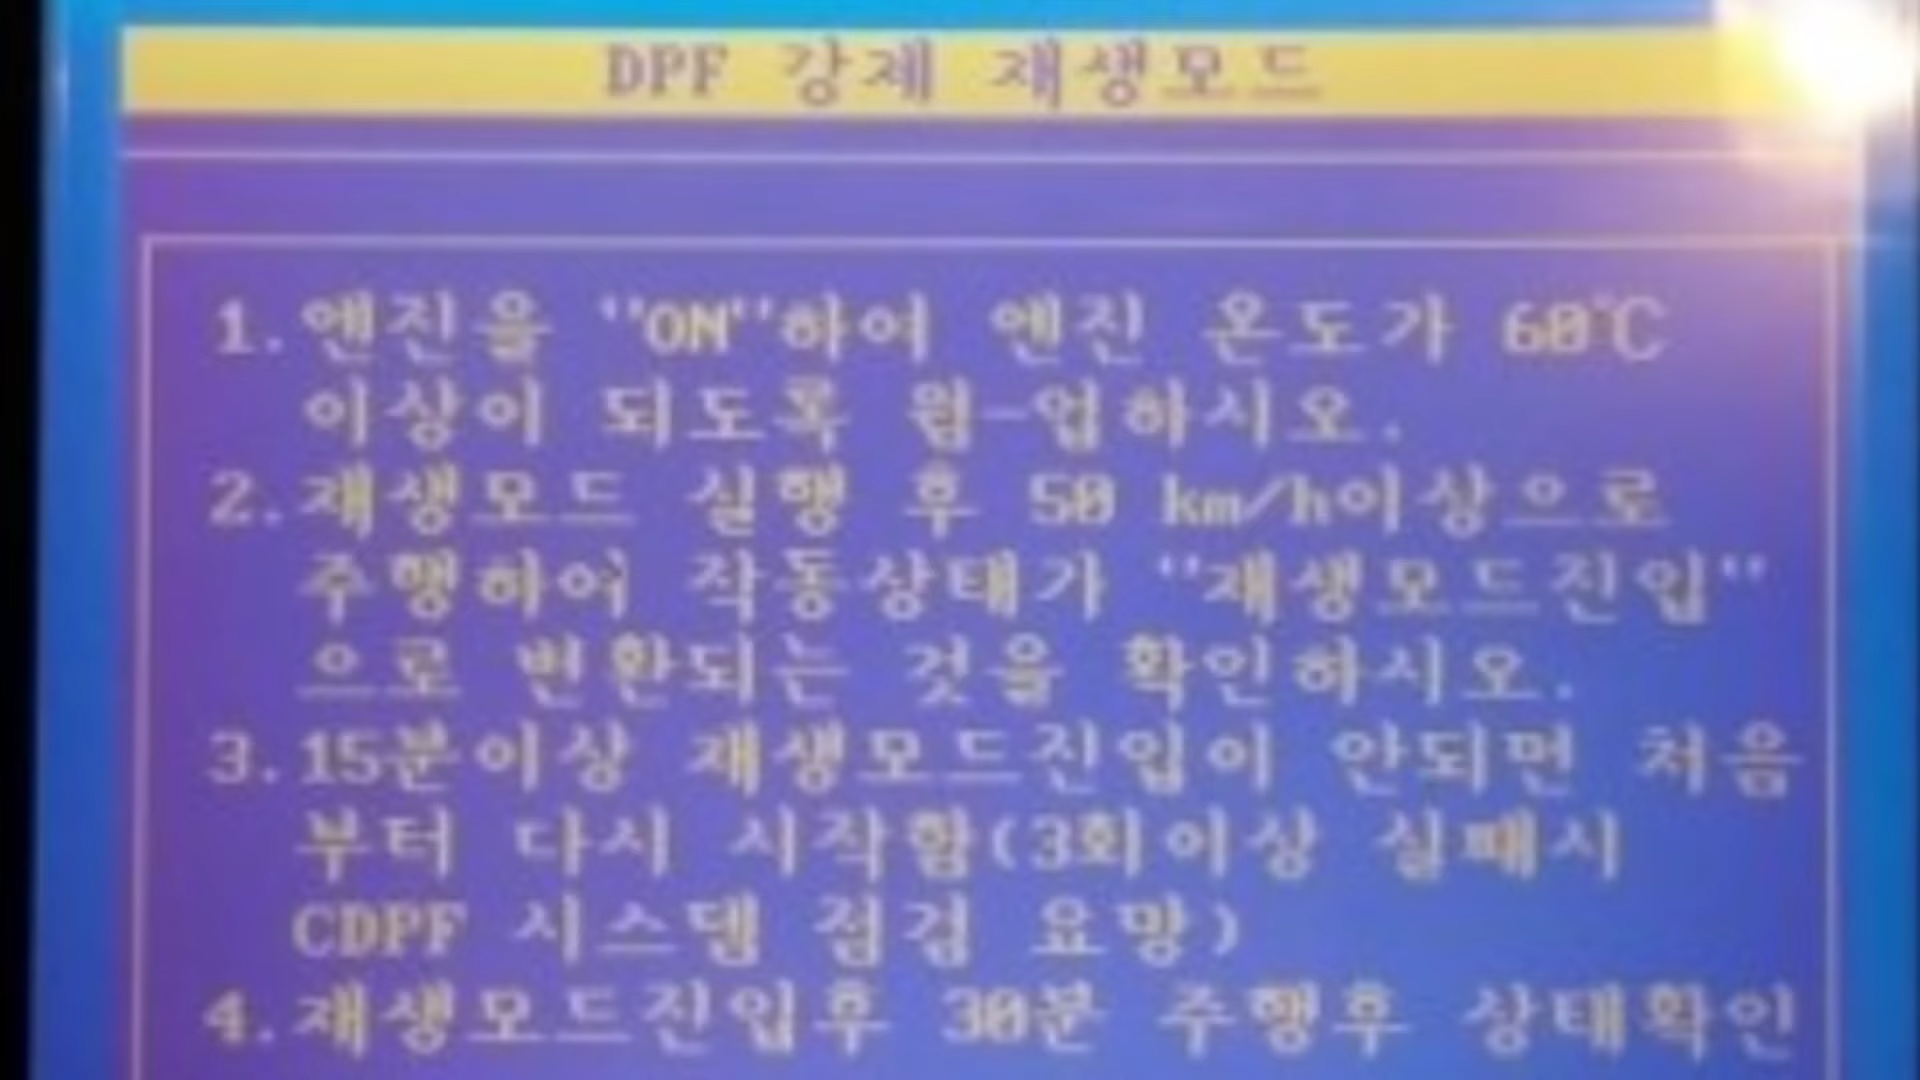 DPF 강제 재생모드
1.엔진을 "ON"하여 엔진 온도가 60℃
이상이 되도록 웜-업하시오.
2.재생모드 실행 후 50 km/h이상으로
주행하여 작동상태가 "재생모드진입"
으로 변환되는 것을 확인하시오.
3.15분이상 재생모드진입이 안되면 처음
부터 다시 시작함(3회이상 실패시
CDPF 시스템 점검 요망)
4.재생모드진입후 30분 주행후 상태확인